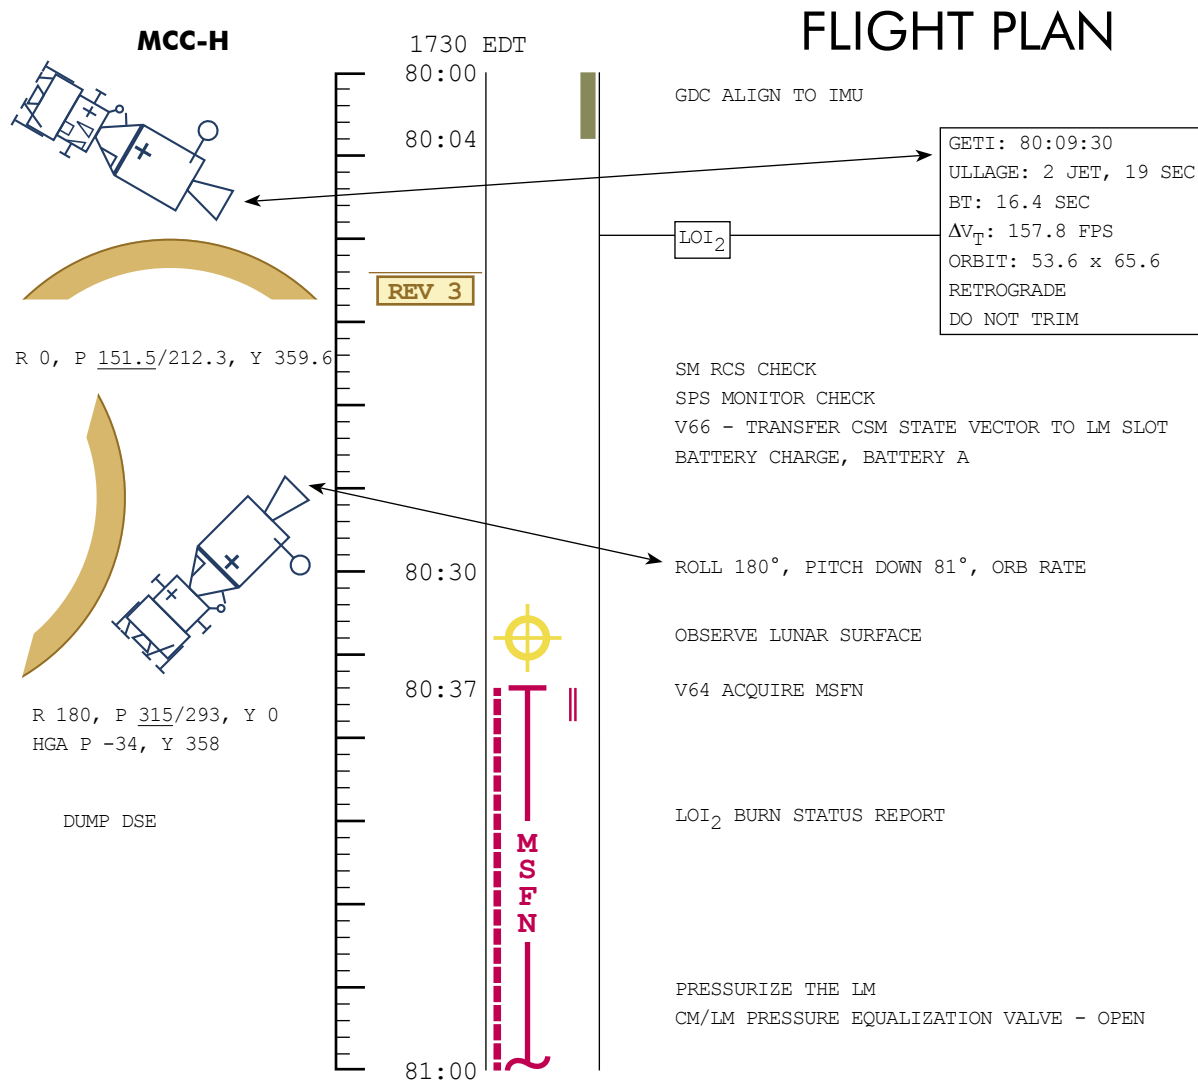 MCC-H
1730 EDT
FLIGHT PLAN
80:00
GDC ALIGN TO IMU
80:04
GETI: 80:09:30
ULLAGE: 2 JET, 19 SEC
BT: 16.4 SEC
ΔVT: 157.8 FPS
ORBIT: 53.6 x 65.6
RETROGRADE
DO NOT TRIM
LOI2
REV 3
R 0, P 151.5/212.3, Y 359.6
SM RCS CHECK
SPS MONITOR CHECK
V66 - TRANSFER CSM STATE VECTOR TO LM SLOT
BATTERY CHARGE, BATTERY A
80:30
ROLL 180°, PITCH DOWN 81°, ORB RATE
OBSERVE LUNAR SURFACE
80:37
V64 ACQUIRE MSFN
R 180, P 315/293, Y 0
HGA P -34, Y 358
DUMP DSE
LOI2 BURN STATUS REPORT
MSFN
PRESSURIZE THE LM
CM/LM PRESSURE EQUALIZATION VALVE - OPEN
81:00